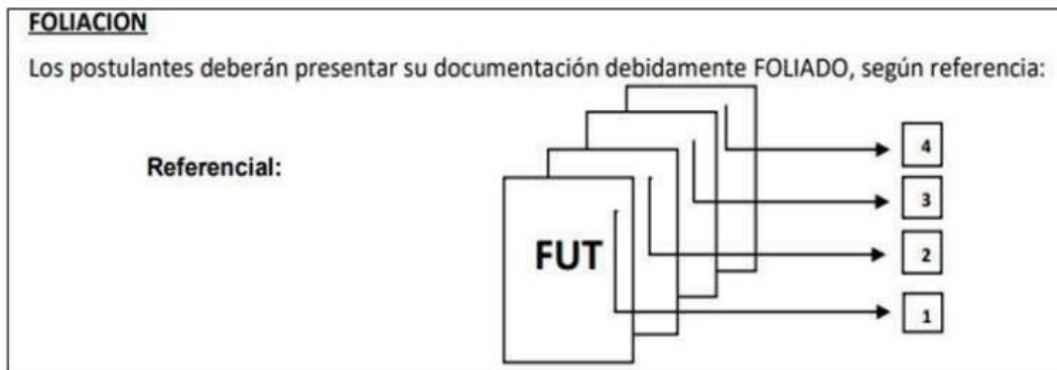 FOLIACION
Los postulantes deberán presentar su documentación debidamente FOLIADO, según referencia:
Referencial:
FUT
4
3
2
1